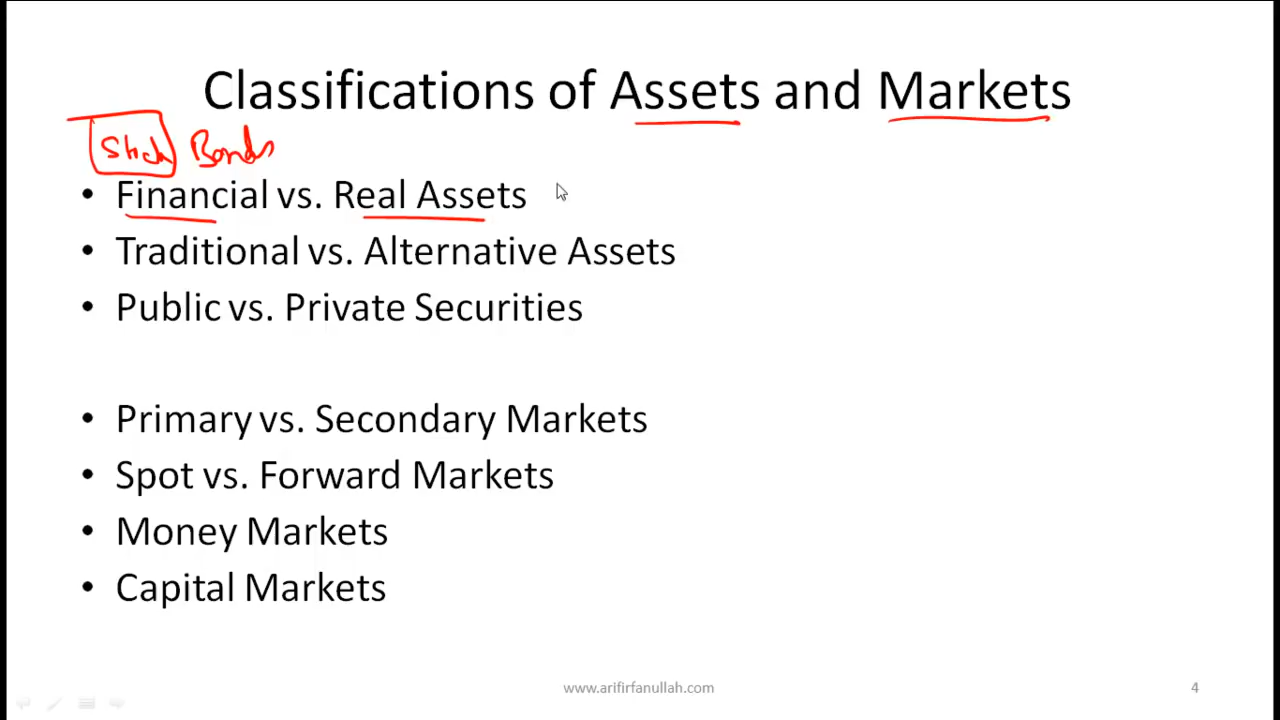 Classifications of Assets and Markets
Stock Bonds
• Financial vs. Real Assets
• Traditional vs. Alternative Assets
• Public vs. Private Securities
• Primary vs. Secondary Markets
• Spot vs. Forward Markets
• Money Markets
• Capital Markets
www.arifirfanullah.com
4